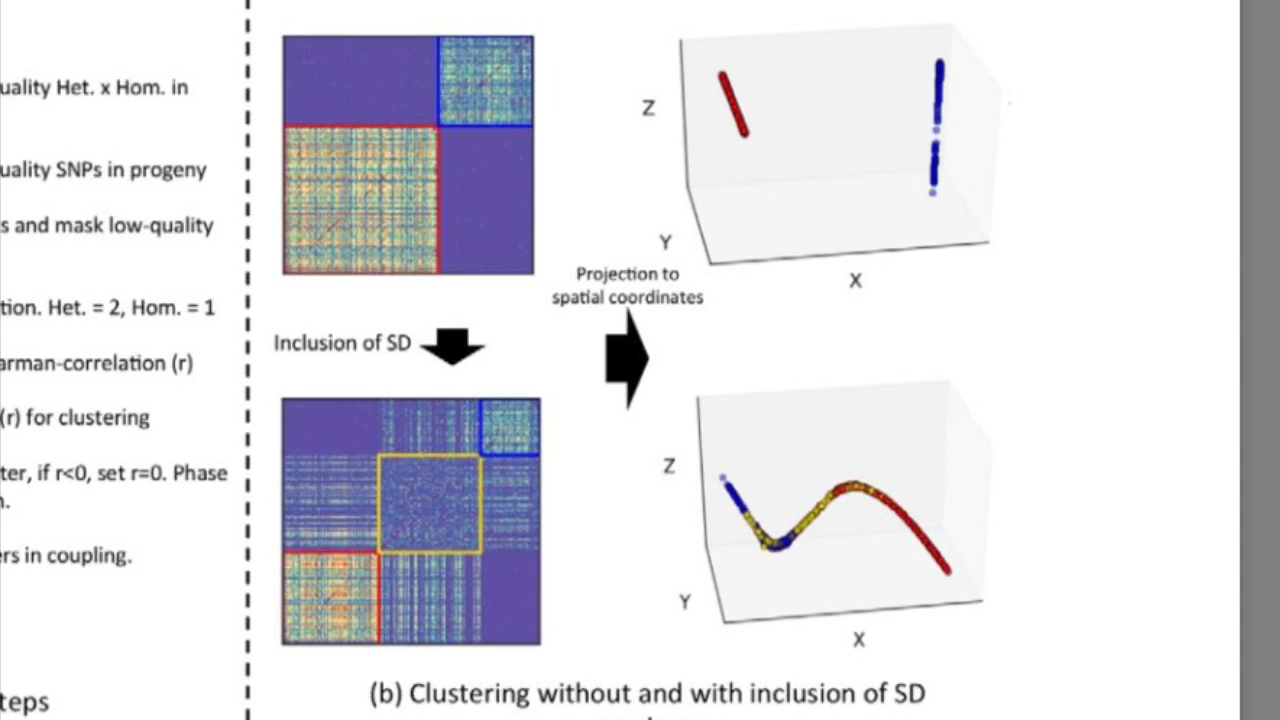 uality Het. x Hom. in
uality SNPs in progeny
s and mask low-quality
tion. Het. = 2, Hom. = 1
arman-correlation (r)
(r) for clustering
ter, if r<0, set r=0. Phase
n.
ers in coupling.
teps
Z
Y
X
Projection to
spatial coordinates
Inclusion of SD
Z
Y
X
(b) Clustering without and with inclusion of SD